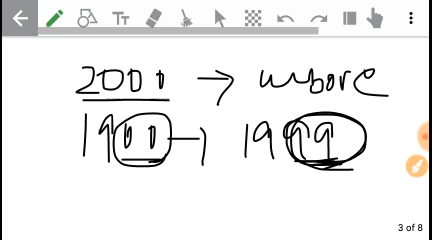 2000 →
1900 → 1999
3 of 8